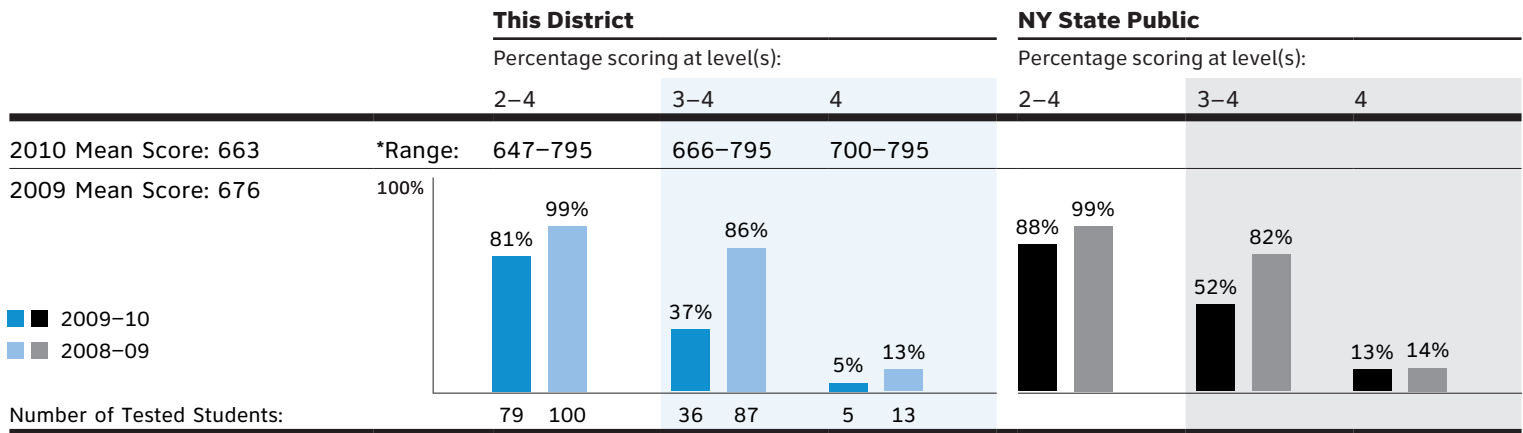 This District NY State Public
Percentage scoring at level(s): Percentage scoring at level(s):
2–4 3–4 4 2–4 3–4 4
2010 Mean Score: 663 *Range: 647–795 666–795 700–795
2009 Mean Score: 676 100%
99% 99%
81% 86% 88% 82%
37% 52%
5% 13% 13% 14%
2009–10
2008–09
Number of Tested Students: 79 100 36 87 5 13